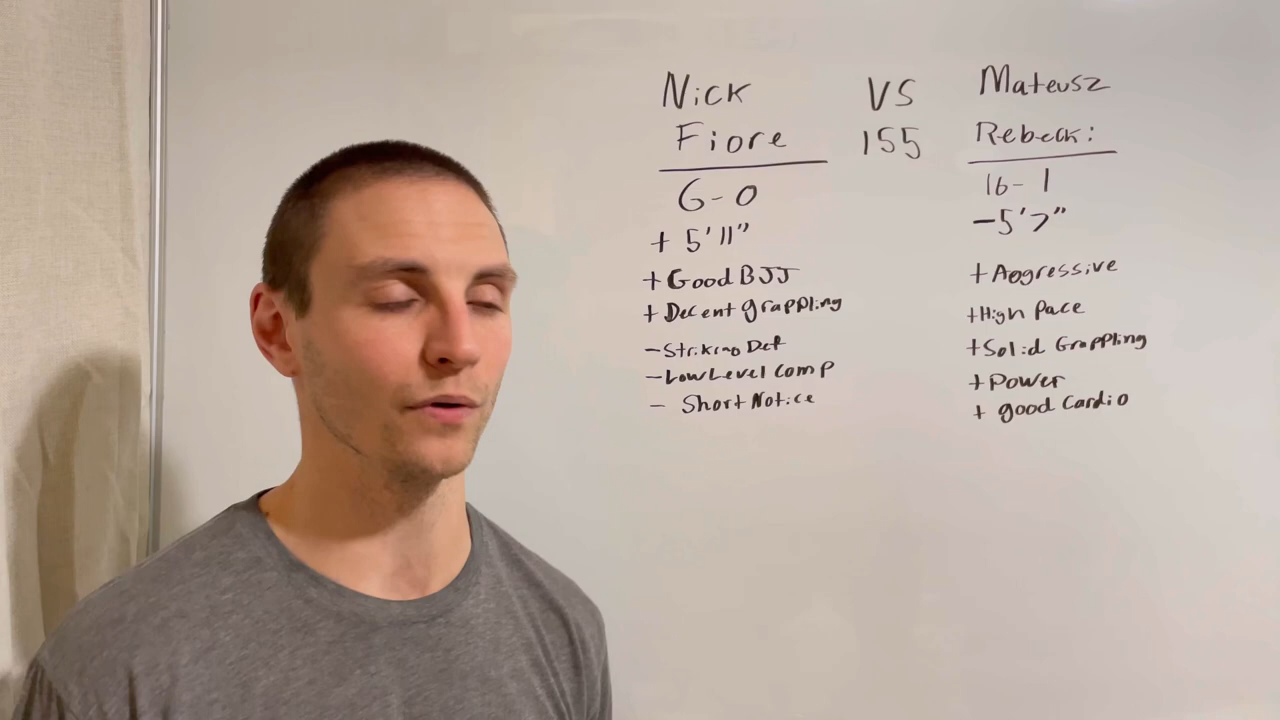 Nick VS Mateusz
Fiore 155 Rebeck:
6-0 16-1
+ 5'11" -5'7"
+Good BJJ +Aggressive
+Decent grappling +High Pace
-Striking Def +Solid Grappling
-Low Level Comp +Power
- Short Notice + good Cardio